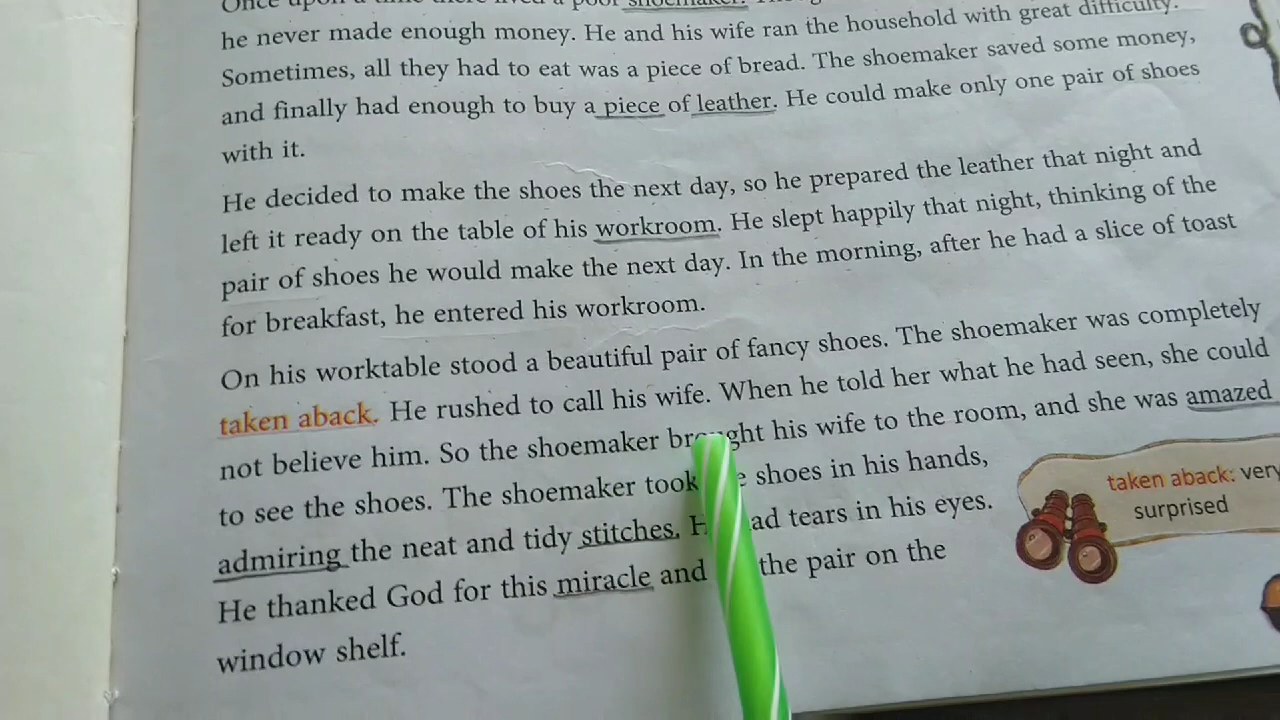 Once upon a time there lived a poor shoemaker.
he never made enough money. He and his wife ran the household with great difficulty.
Sometimes, all they had to eat was a piece of bread. The shoemaker saved some money,
and finally had enough to buy a piece of leather. He could make only one pair of shoes
with it.
He decided to make the shoes the next day, so he prepared the leather that night and
left it ready on the table of his workroom. He slept happily that night, thinking of the
pair of shoes he would make the next day. In the morning, after he had a slice of toast
for breakfast, he entered his workroom.
On his worktable stood a beautiful pair of fancy shoes. The shoemaker was completely
taken aback. He rushed to call his wife. When he told her what he had seen, she could
not believe him. So the shoemaker brought his wife to the room, and she was amazed
to see the shoes. The shoemaker took shoes in his hands,
admiring the neat and tidy stitches. tears in his eyes.
He thanked God for this miracle and the pair on the
window shelf.
taken aback: very
surprised